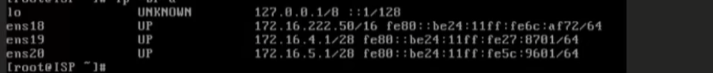 lo UNKNOWN 127.0.0.1/8 ::1/128
ens18 UP 172.16.222.50/16 fe80::be24:11ff:fe6c:af72/64
ens19 UP 172.16.4.1/28 fe80::be24:11ff:fe27:8701/64
ens20 UP 172.16.5.1/28 fe80::be24:11ff:fe5c:9601/64
[root@ISP ~]#